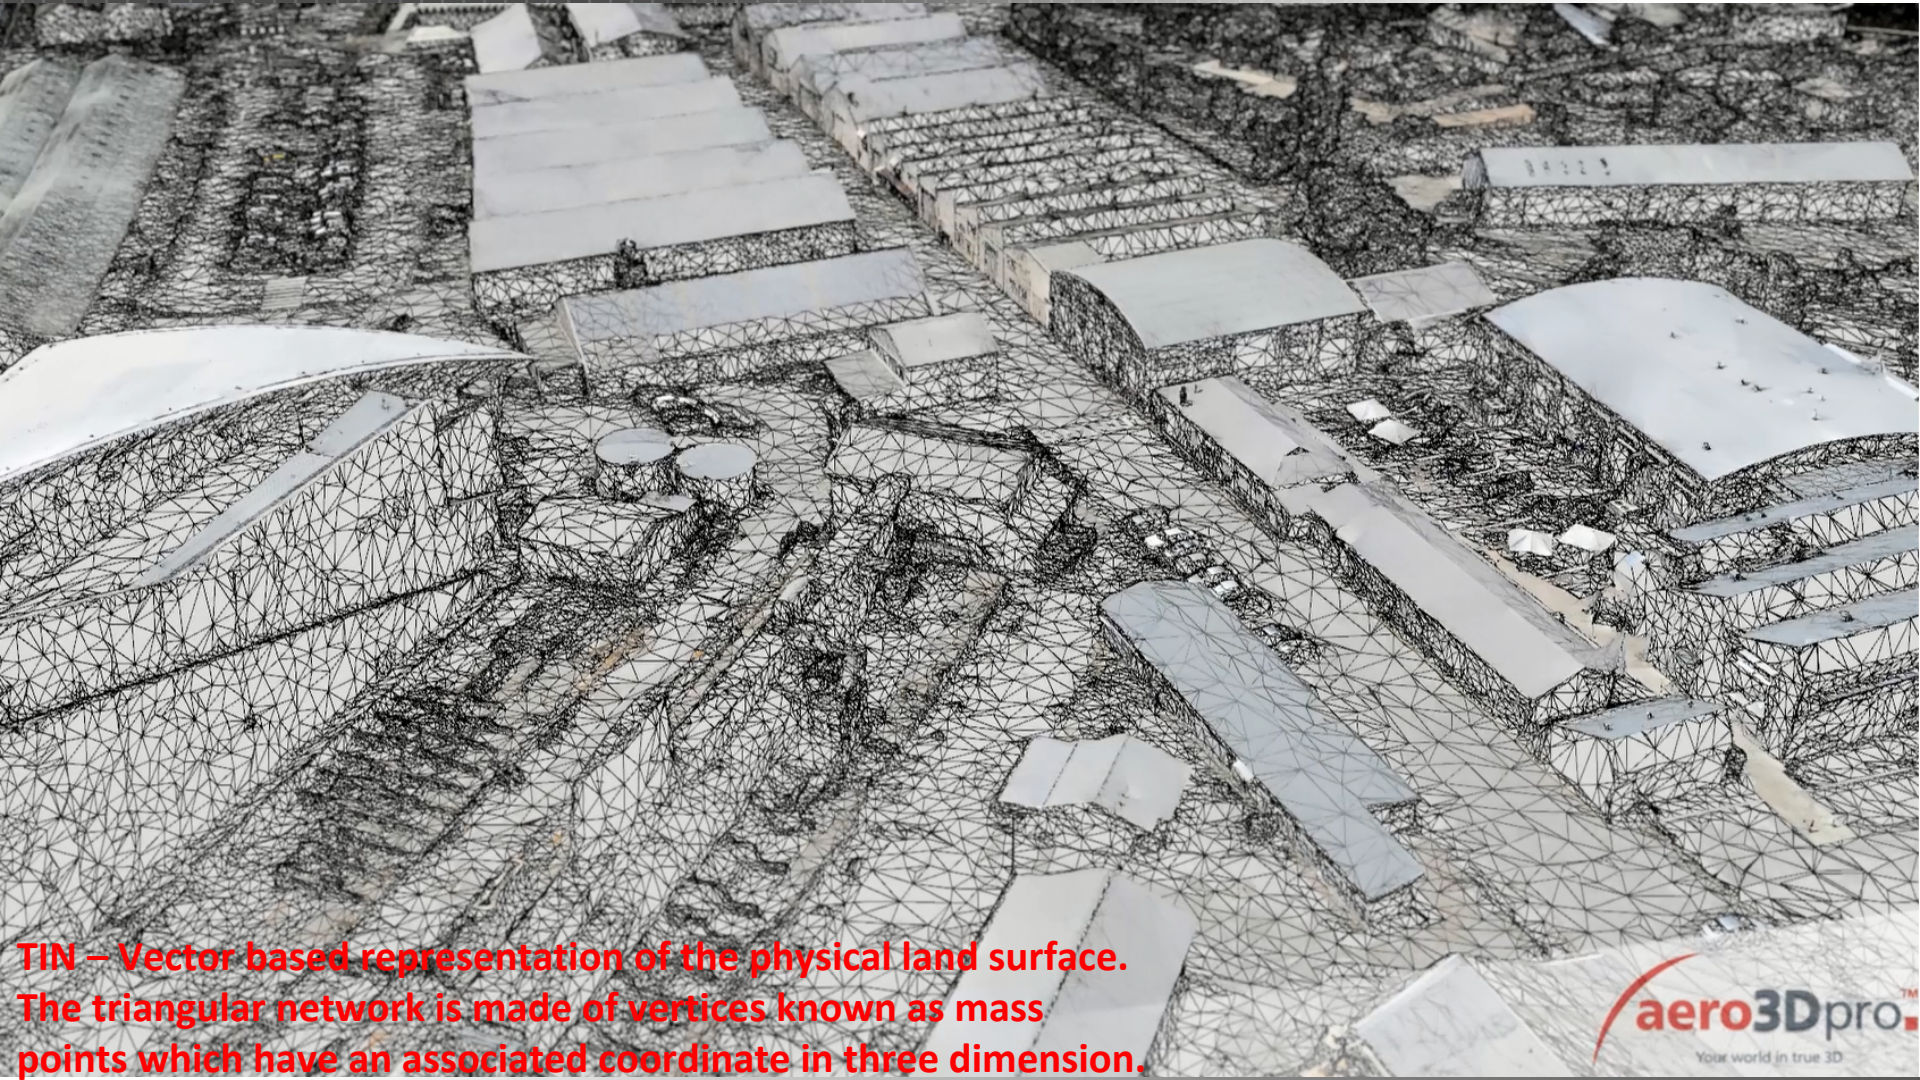 TIN – Vector based representation of the physical land surface.
The triangular network is made of vertices known as mass
points which have an associated coordinate in three dimension.
aero3Dpro.™
Your world in true 3D